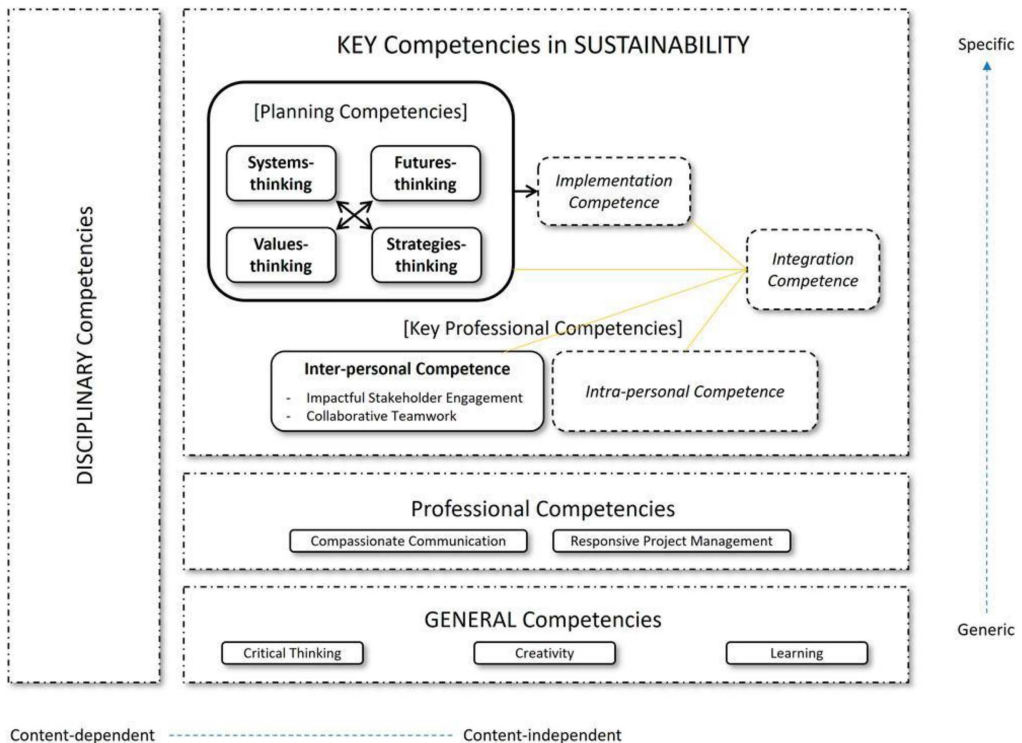 KEY Competencies in SUSTAINABILITY
Specific
[Planning Competencies]
Systems-
thinking
Futures-
thinking
Values-
thinking
Strategies-
thinking
Implementation
Competence
Integration
Competence
[Key Professional Competencies]
Inter-personal Competence
- Impactful Stakeholder Engagement
- Collaborative Teamwork
Intra-personal Competence
DISCIPLINARY Competencies
Professional Competencies
Compassionate Communication
Responsive Project Management
GENERAL Competencies
Critical Thinking
Creativity
Learning
Generic
Content-dependent
Content-independent